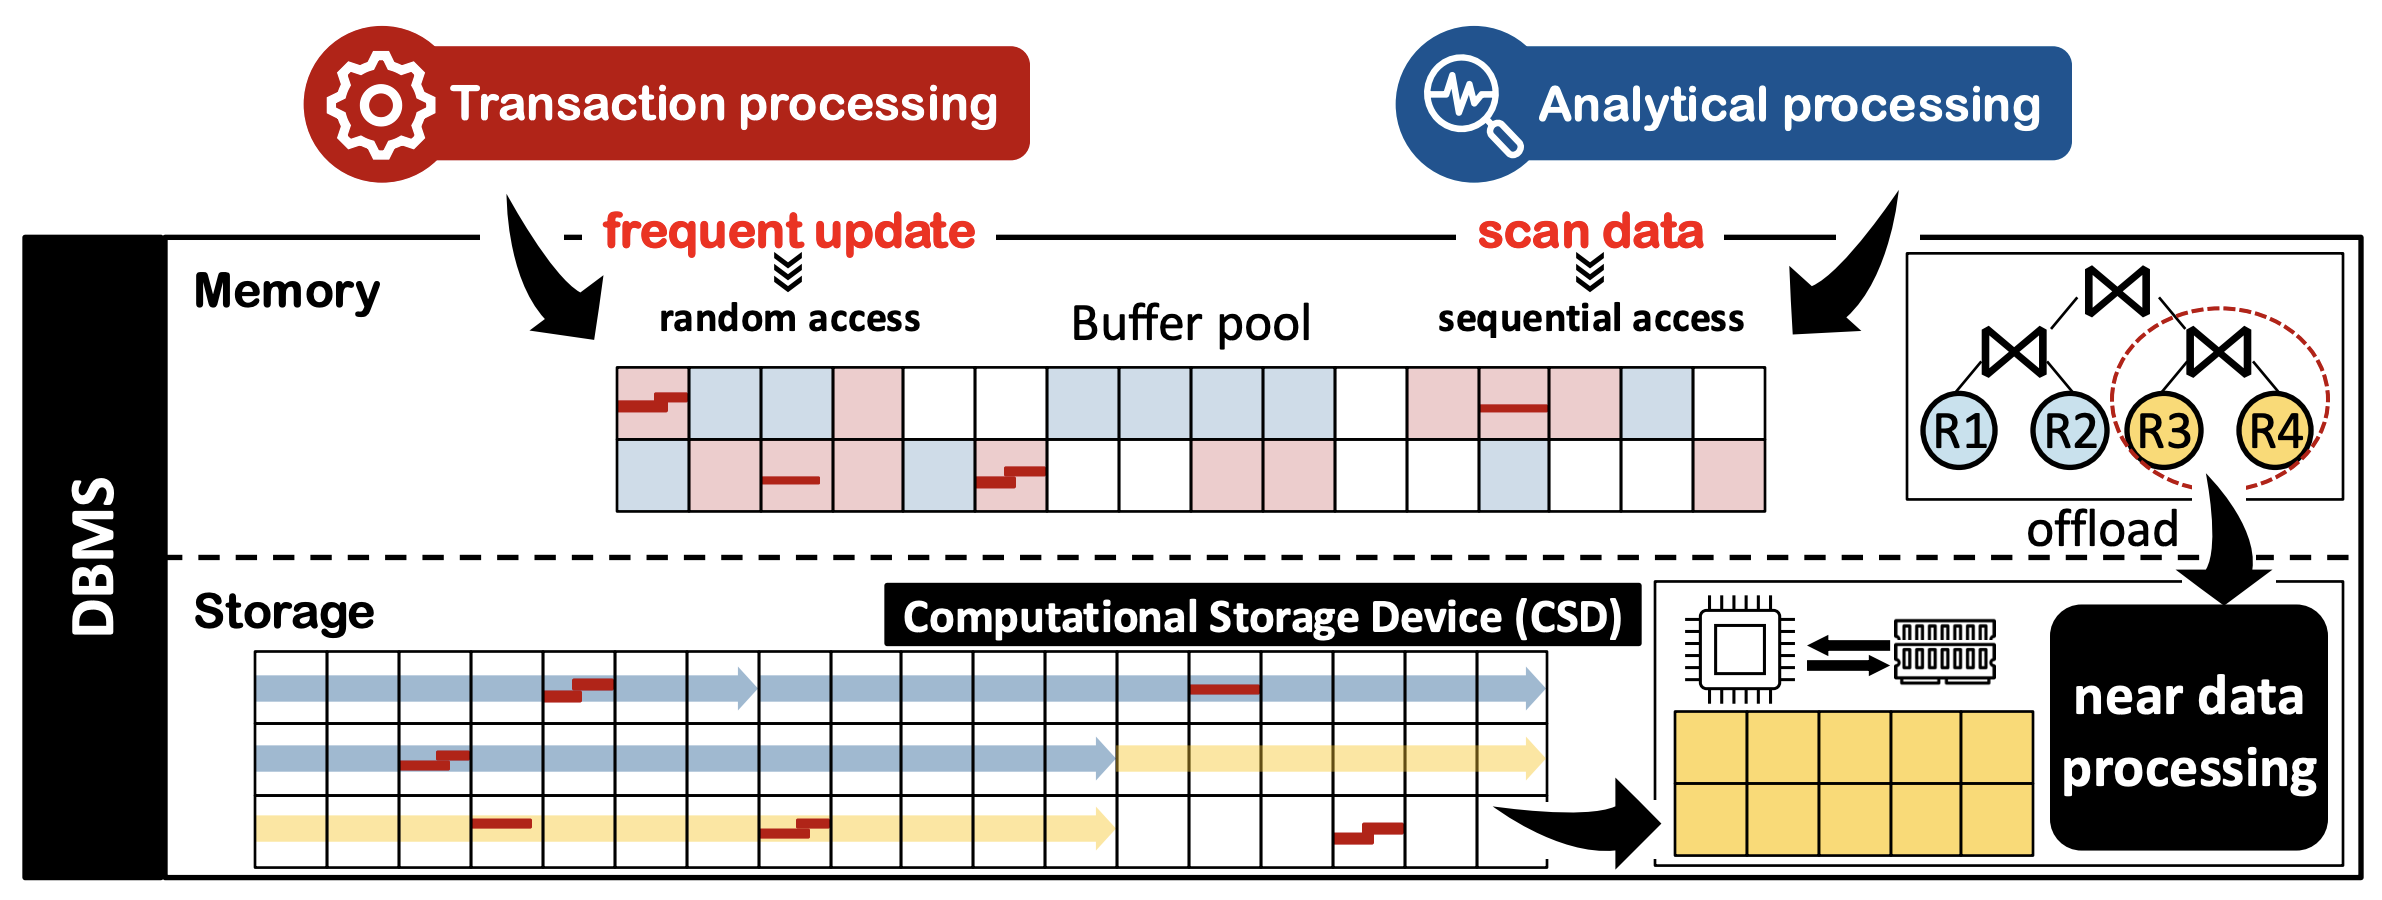 Transaction processing
Analytical processing
frequent update
scan data
Memory
random access
Buffer pool
sequential access
R1
R2
R3
R4
offload
DBMS
Storage
Computational Storage Device (CSD)
near data
processing